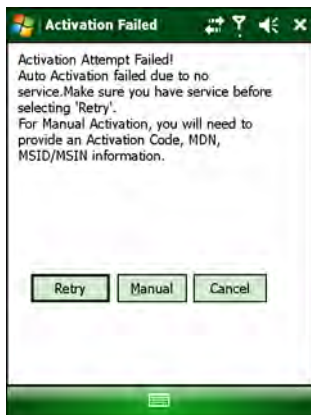 Activation Failed
Activation Attempt Failed!
Auto Activation failed due to no
service.Make sure you have service before
selecting 'Retry'.
For Manual Activation, you will need to
provide an Activation Code, MDN,
MSID/MSIN information.
Retry Manual Cancel